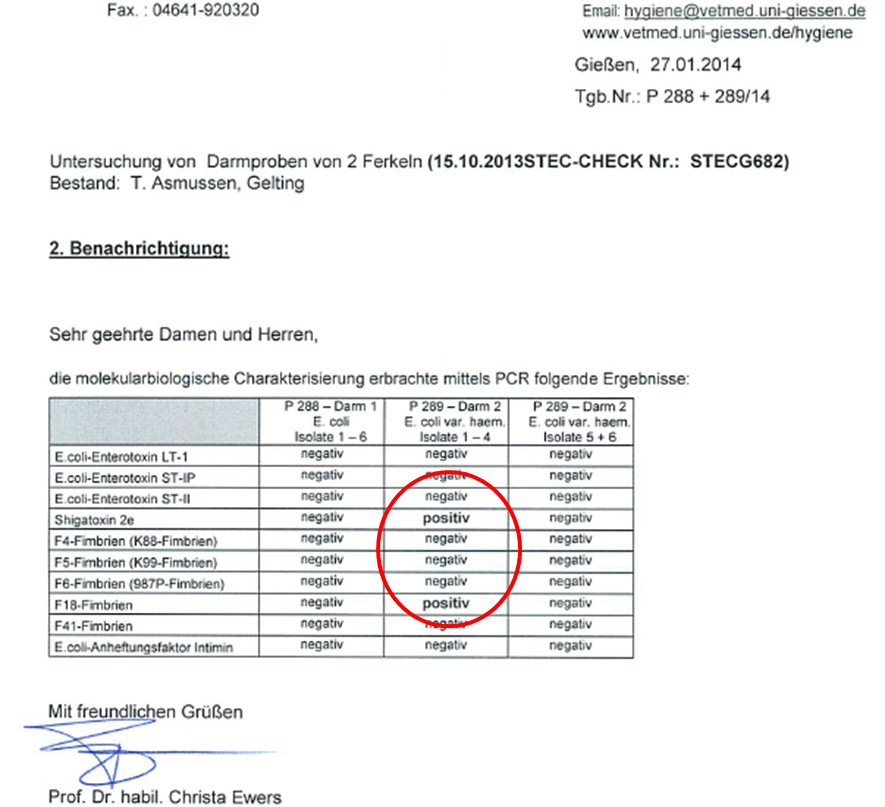 Fax. : 04641-920320
Email: hygiene@vetmed.uni-giessen.de
www.vetmed.uni-giessen.de/hygiene
Gießen, 27.01.2014
Tgb.Nr.: P 288 + 289/14
Untersuchung von Darmproben von 2 Ferkeln (15.10.2013STEC-CHECK Nr.: STECG682)
Bestand: T. Asmussen, Gelting
2. Benachrichtigung:
Sehr geehrte Damen und Herren,
die molekularbiologische Charakterisierung erbrachte mittels PCR folgende Ergebnisse:
P 288 – Darm 1 P 289 – Darm 2 P 289 – Darm 2
E. coli E. coli var. haem. E. coli var. haem.
Isolate 1 – 6 Isolate 1 – 4 Isolate 5 + 6
E.coli-Enterotoxin LT-1 negativ negativ negativ
E.coli-Enterotoxin ST-IP negativ negativ negativ
E.coli-Enterotoxin ST-II negativ negativ negativ
Shigatoxin 2e negativ positiv negativ
F4-Fimbrien (K88-Fimbrien) negativ negativ negativ
F5-Fimbrien (K99-Fimbrien) negativ negativ negativ
F6-Fimbrien (987P-Fimbrien) negativ negativ negativ
F18-Fimbrien negativ positiv negativ
F41-Fimbrien negativ negativ negativ
E.coli-Anheftungsfaktor Intimin negativ negativ negativ
Mit freundlichen Grüßen
Prof. Dr. habil. Christa Ewers